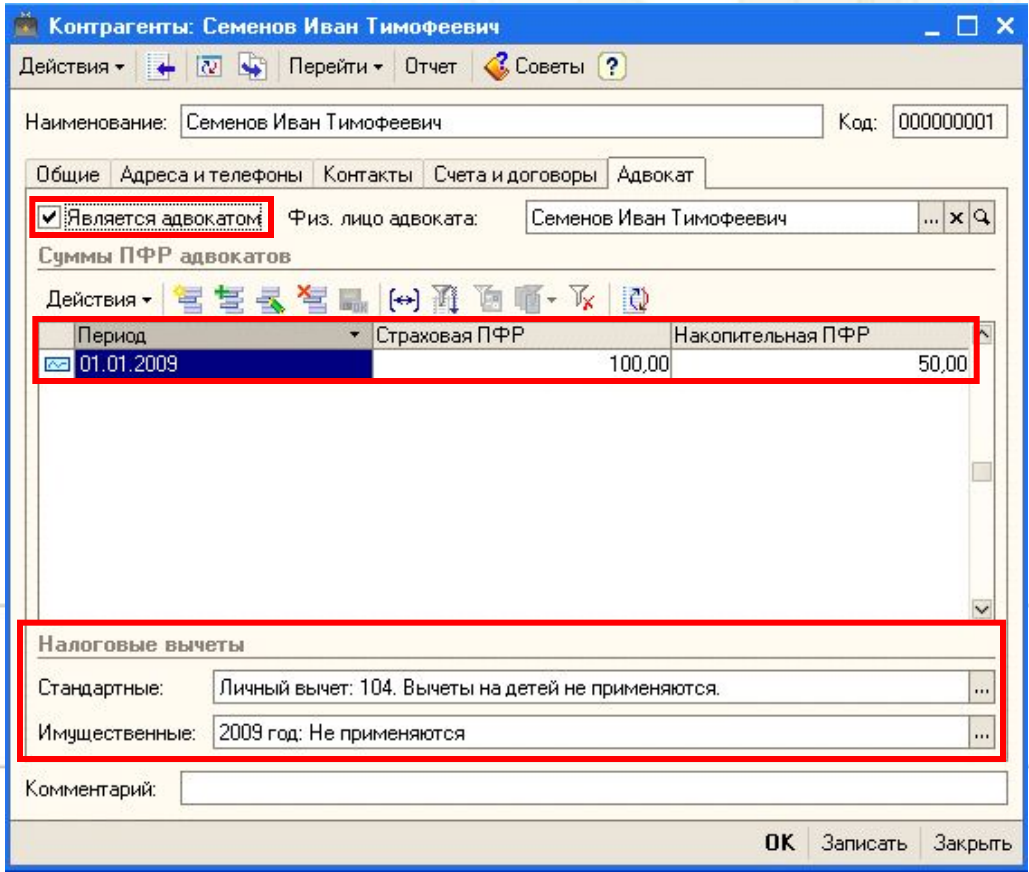 Контрагенты: Семенов Иван Тимофеевич
Действия Перейти Отчет Советы ?
Наименование: Семенов Иван Тимофеевич Код: 000000001
Общие Адреса и телефоны Контакты Счета и договоры Адвокат
Является адвокатом Физ. лицо адвоката: Семенов Иван Тимофеевич ... x
Суммы ПФР адвокатов
Действия
Период Страховая ПФР Накопительная ПФР
01.01.2009 100,00 50,00
Налоговые вычеты
Стандартные: Личный вычет: 104. Вычеты на детей не применяются. ...
Имущественные: 2009 год: Не применяются ...
Комментарий:
OK Записать Закрыть